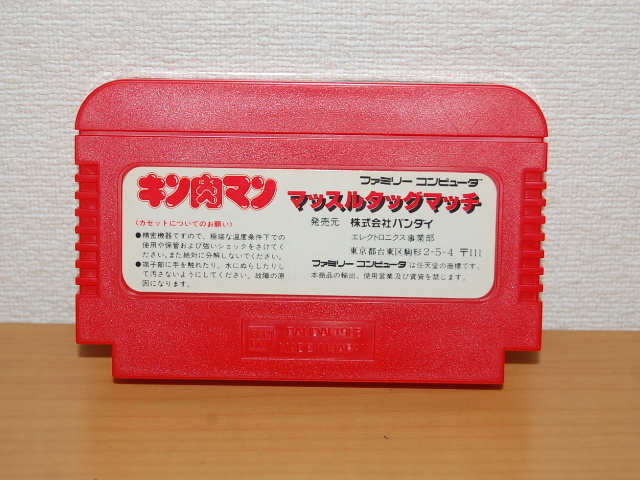 キン肉マン
〈カセットについてのお願い〉
●精密機器ですので、極端な温度条件下での
使用や保管および強いショックをさけてく
ださい。また絶対に分解しないでください。
●端子部に手を触れたり、水にぬらしたりし
て汚さないようにしてください。故障の原
因になります。
ファミリー コンピュータ
マッスルタッグマッチ
発売元 株式会社バンダイ
エレクトロニクス事業部
東京都台東区駒形2-5-4 〒111
ファミリー コンピュータは任天堂の商標です。
本商品の輸出、使用営業及び賃貸を禁じます。
BANDAI 1985
MADE IN JAPAN